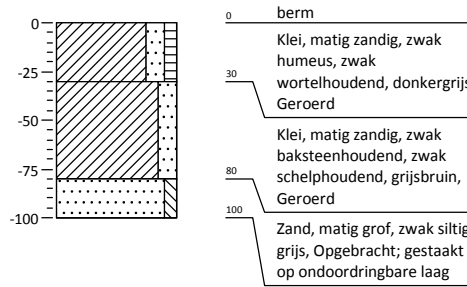 0
-25
-50
-75
-100
0
berm
Klei, matig zandig, zwak
humeus, zwak
wortelhoudend, donkergrijs
Geroerd
30
Klei, matig zandig, zwak
baksteenhoudend, zwak
schelphoudend, grijsbruin,
Geroerd
80
Zand, matig grof, zwak siltig
grijs, Opgebracht; gestaakt
op ondoordringbare laag
100